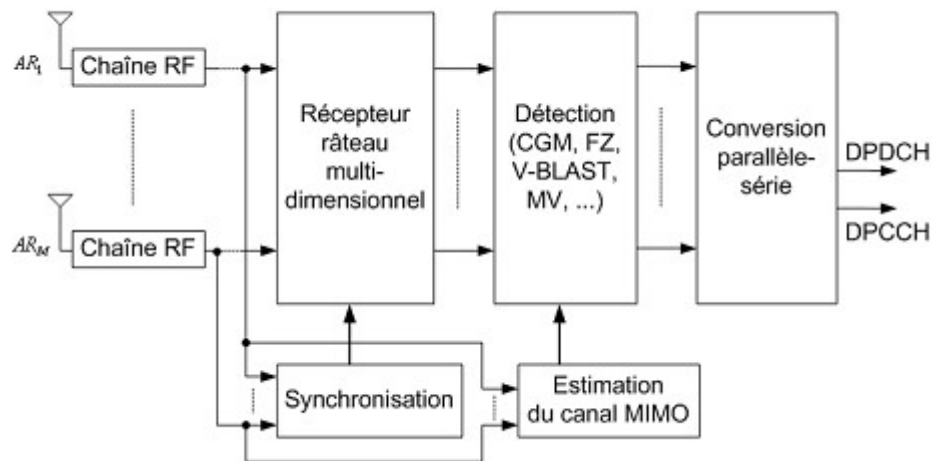 AR₁
Chaîne RF
AR_M
Chaîne RF
Récepteur
râteau
multi-
dimensionnel
Détection
(CGM, FZ,
V-BLAST,
MV, ...)
Conversion
parallèle-
série
DPDCH
DPCCH
Synchronisation
Estimation
du canal MIMO